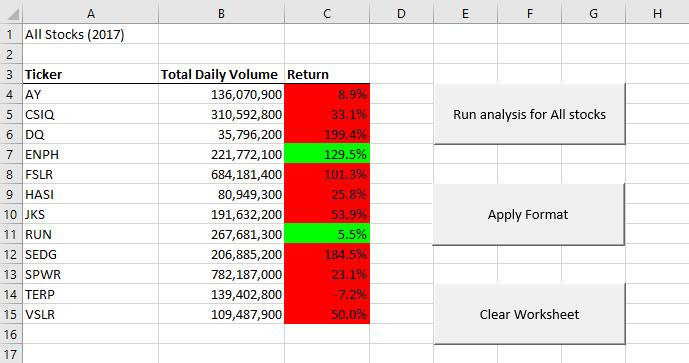 A B C D E F G H
1 All Stocks (2017)
2
3 Ticker Total Daily Volume Return
4 AY 136,070,900 8.9%
5 CSIQ 310,592,800 33.1%
6 DQ 35,796,200 199.4%
7 ENPH 221,772,100 129.5%
8 FSLR 684,181,400 101.3%
9 HASI 80,949,300 25.8%
10 JKS 191,632,200 53.9%
11 RUN 267,681,300 5.5%
12 SEDG 206,885,200 184.5%
13 SPWR 782,187,000 23.1%
14 TERP 139,402,800 -7.2%
15 VSLR 109,487,900 50.0%
16
17
Run analysis for All stocks
Apply Format
Clear Worksheet